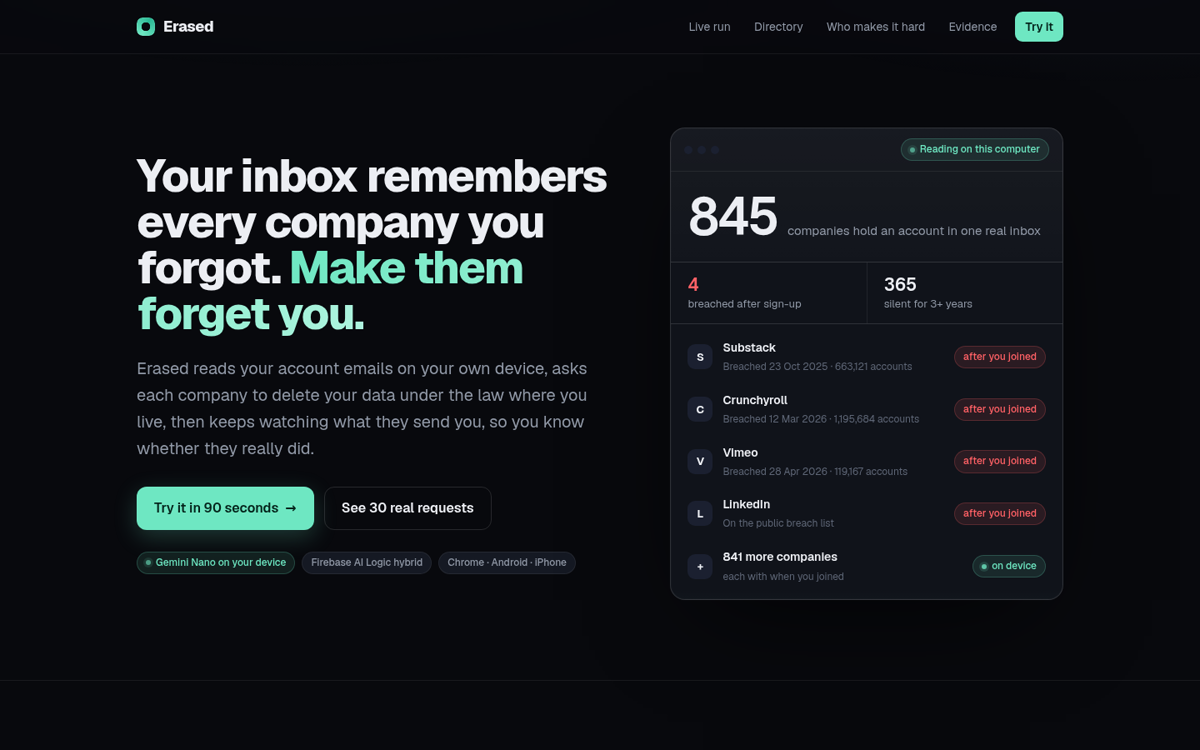 Erased
Live run
Directory
Who makes it hard
Evidence
Try it
Your inbox remembers
every company you
forgot. Make them
forget you.
Erased reads your account emails on your own device, asks
each company to delete your data under the law where you
live, then keeps watching what they send you, so you know
whether they really did.
Try it in 90 seconds →
See 30 real requests
Gemini Nano on your device
Firebase AI Logic hybrid
Chrome · Android · iPhone
Reading on this computer
845 companies hold an account in one real inbox
4
breached after sign-up
365
silent for 3+ years
S
Substack
Breached 23 Oct 2025 · 663,121 accounts
after you joined
C
Crunchyroll
Breached 12 Mar 2026 · 1,195,684 accounts
after you joined
V
Vimeo
Breached 28 Apr 2026 · 119,167 accounts
after you joined
L
LinkedIn
On the public breach list
after you joined
+
841 more companies
each with when you joined
on device